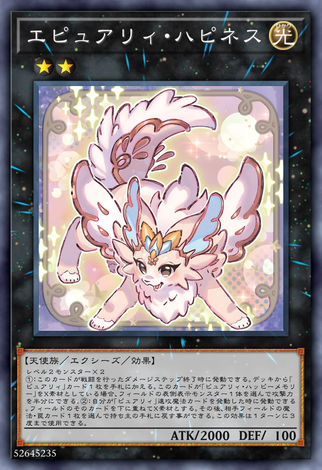 エピュアリィ・ハピネス
光
【天使族／エクシーズ／効果】
レベル２モンスター×２
①:このカードが戦闘を行ったダメージステップ終了時に発動できる。デッキから「
ピュアリィ」カード１枚を手札に加える。このカードが「ピュアリィ・ハッピーメモリ
ー」をX素材としている場合、フィールドの表側表示モンスター１体を選んで攻撃力
を半分にできる。②:自分が「ピュアリィ」速攻魔法カードを発動した時に発動でき
る。フィールドのそのカードを下に重ねてX素材とする。その後、相手フィールドの魔
法・罠カード１枚を選んで持ち主の手札に戻す事ができる。この効果は１ターンに３
度まで使用できる。
ATK/2000 DEF/ 100
52645235